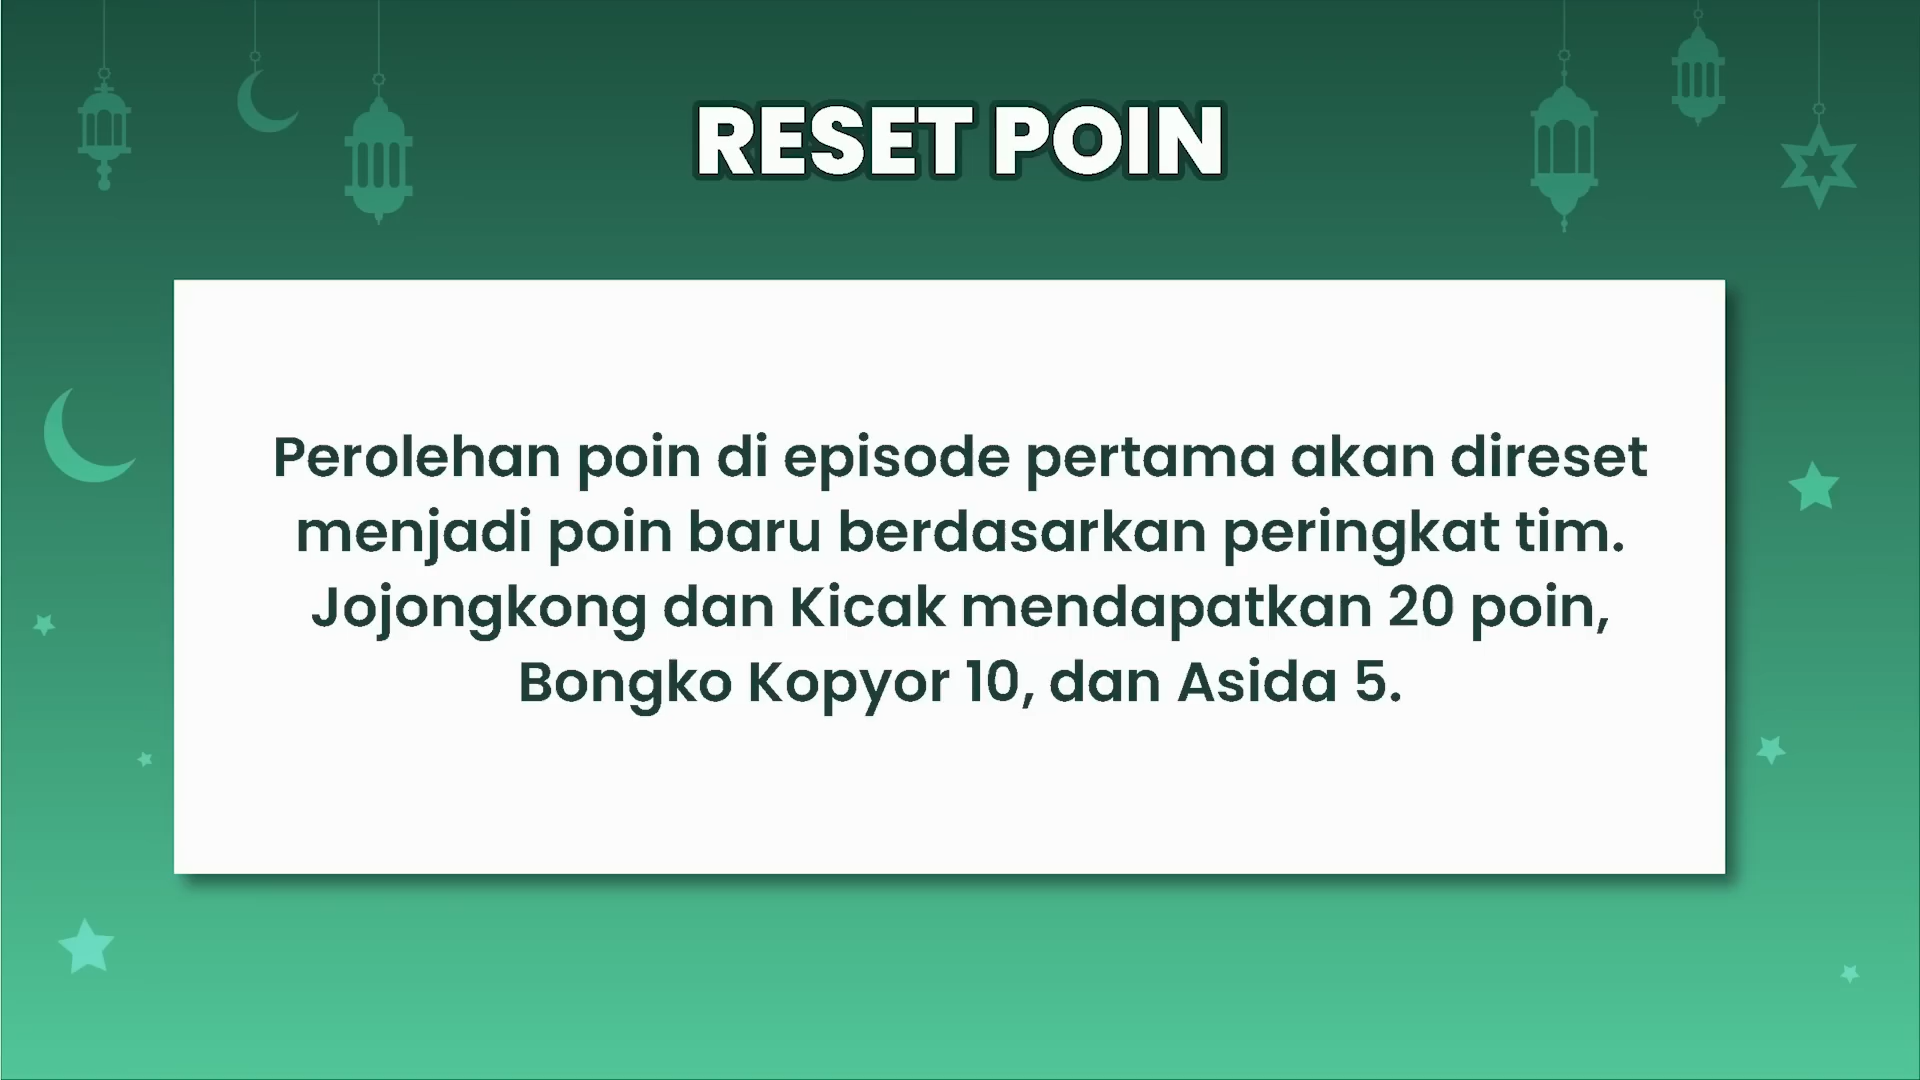 RESET POIN
Perolehan poin di episode pertama akan direset
menjadi poin baru berdasarkan peringkat tim.
Jojongkong dan Kicak mendapatkan 20 poin,
Bongko Kopyor 10, dan Asida 5.